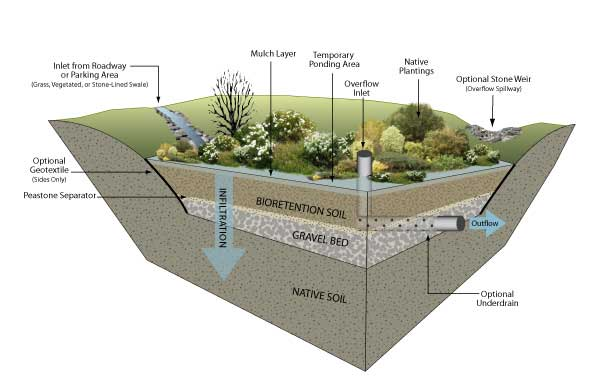 Inlet from Roadway
or Parking Area
(Grass, Vegetated, or Stone-Lined Swale)
Mulch Layer
Temporary
Ponding Area
Overflow
Inlet
Native
Plantings
Optional Stone Weir
(Overflow Spillway)
Optional
Geotextile
(Sides Only)
Peastone Separator
INFILTRATION
BIORETENTION SOIL
GRAVEL BED
NATIVE SOIL
Outflow
Optional
Underdrain